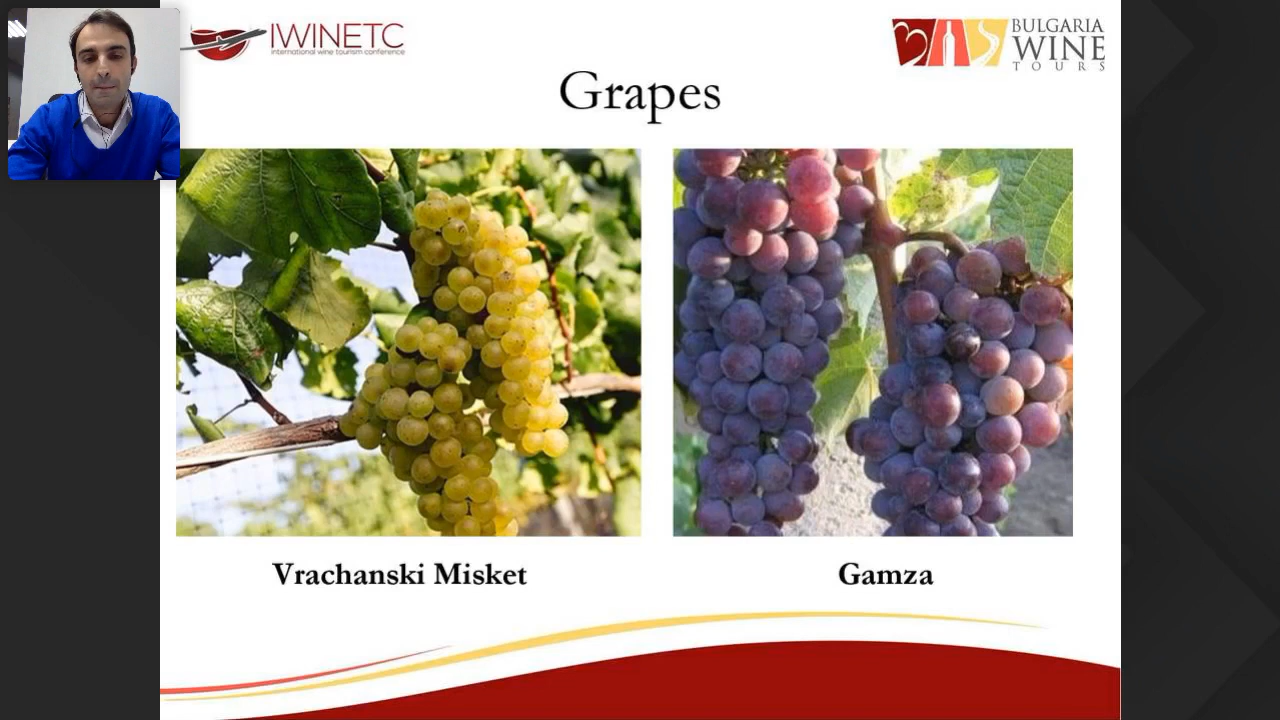 IWINETC
international wine tourism conference
BULGARIA
WINE
TOURS
Grapes
Vrachanski Misket
Gamza